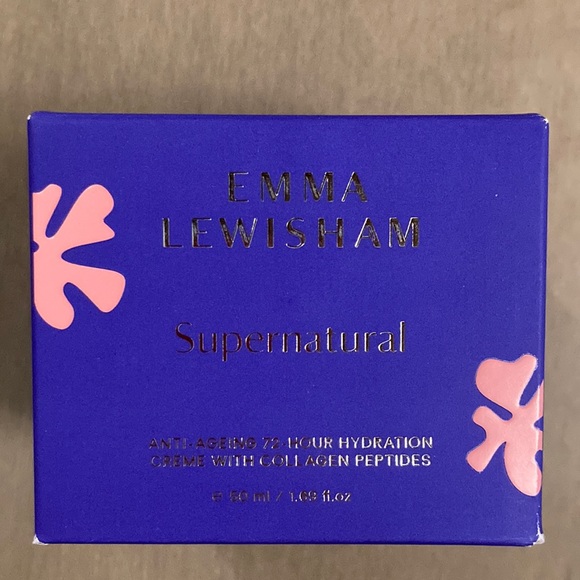 EMMA
LEWISHAM
Supernatural
ANTI-AGEING 72-HOUR HYDRATION
CRÈME WITH COLLAGEN PEPTIDES
℮ 50 ml / 1.69 fl.oz